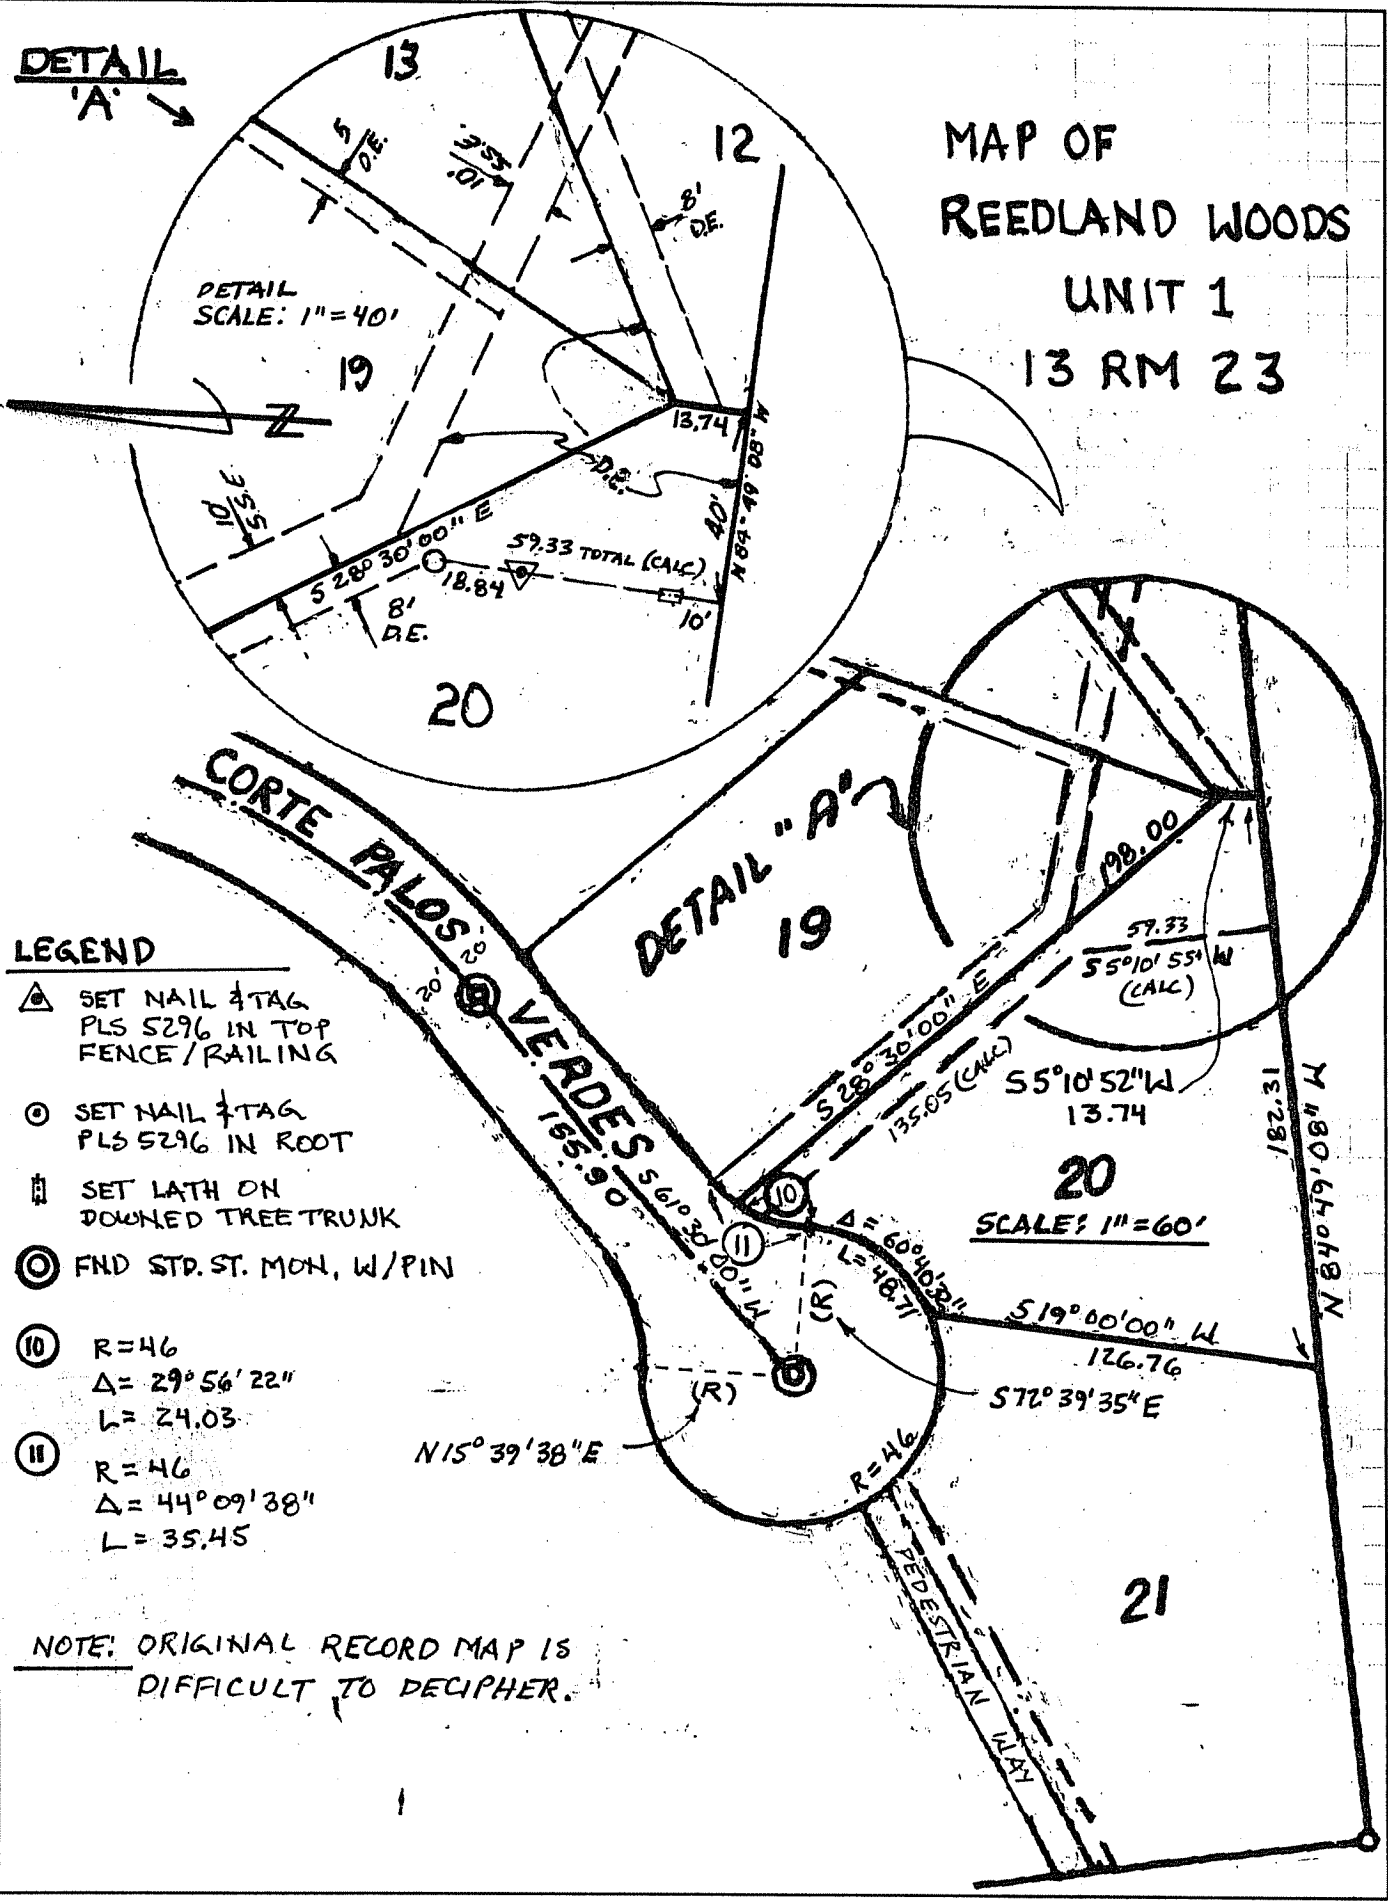 DETAIL
'A'
MAP OF
REEDLAND WOODS
UNIT 1
13 RM 23
13
12
5
D.E.
10'
S.S.E.
8'
D.E.
DETAIL
SCALE: 1"=40'
19
13.74
D.E.
40'
N 84° 49' 08" W
10'
S.S.E
S 28° 30' 00" E
59.33 TOTAL (CALC)
18.84
10'
8'
D.E.
20
CORTE PALOS VERDES
20'
20'
165.90
S 61° 30' 00" W
DETAIL "A"
19
198.00
59.33
S 5° 10' 55" W
(CALC)
S 28° 30' 00" E
135.05 (CALC)
S 5° 10' 52" W
13.74
182.31
N 84° 49' 08" W
20
SCALE: 1"=60'
10
11
Δ = 60° 40' 32"
L = 48.71
(R)
S 19° 00' 00" W
126.76
S 72° 39' 35" E
(R)
N 15° 39' 38" E
R = 46
PEDESTRIAN WAY
21
LEGEND
SET NAIL & TAG
PLS 5296 IN TOP
FENCE/RAILING
SET NAIL & TAG
PLS 5296 IN ROOT
SET LATH ON
DOWNED TREE TRUNK
FND STD. ST. MON, W/PIN
10
R = 46
Δ = 29° 56' 22"
L = 24.03
11
R = 46
Δ = 44° 09' 38"
L = 35.45
NOTE: ORIGINAL RECORD MAP IS
DIFFICULT TO DECIPHER.